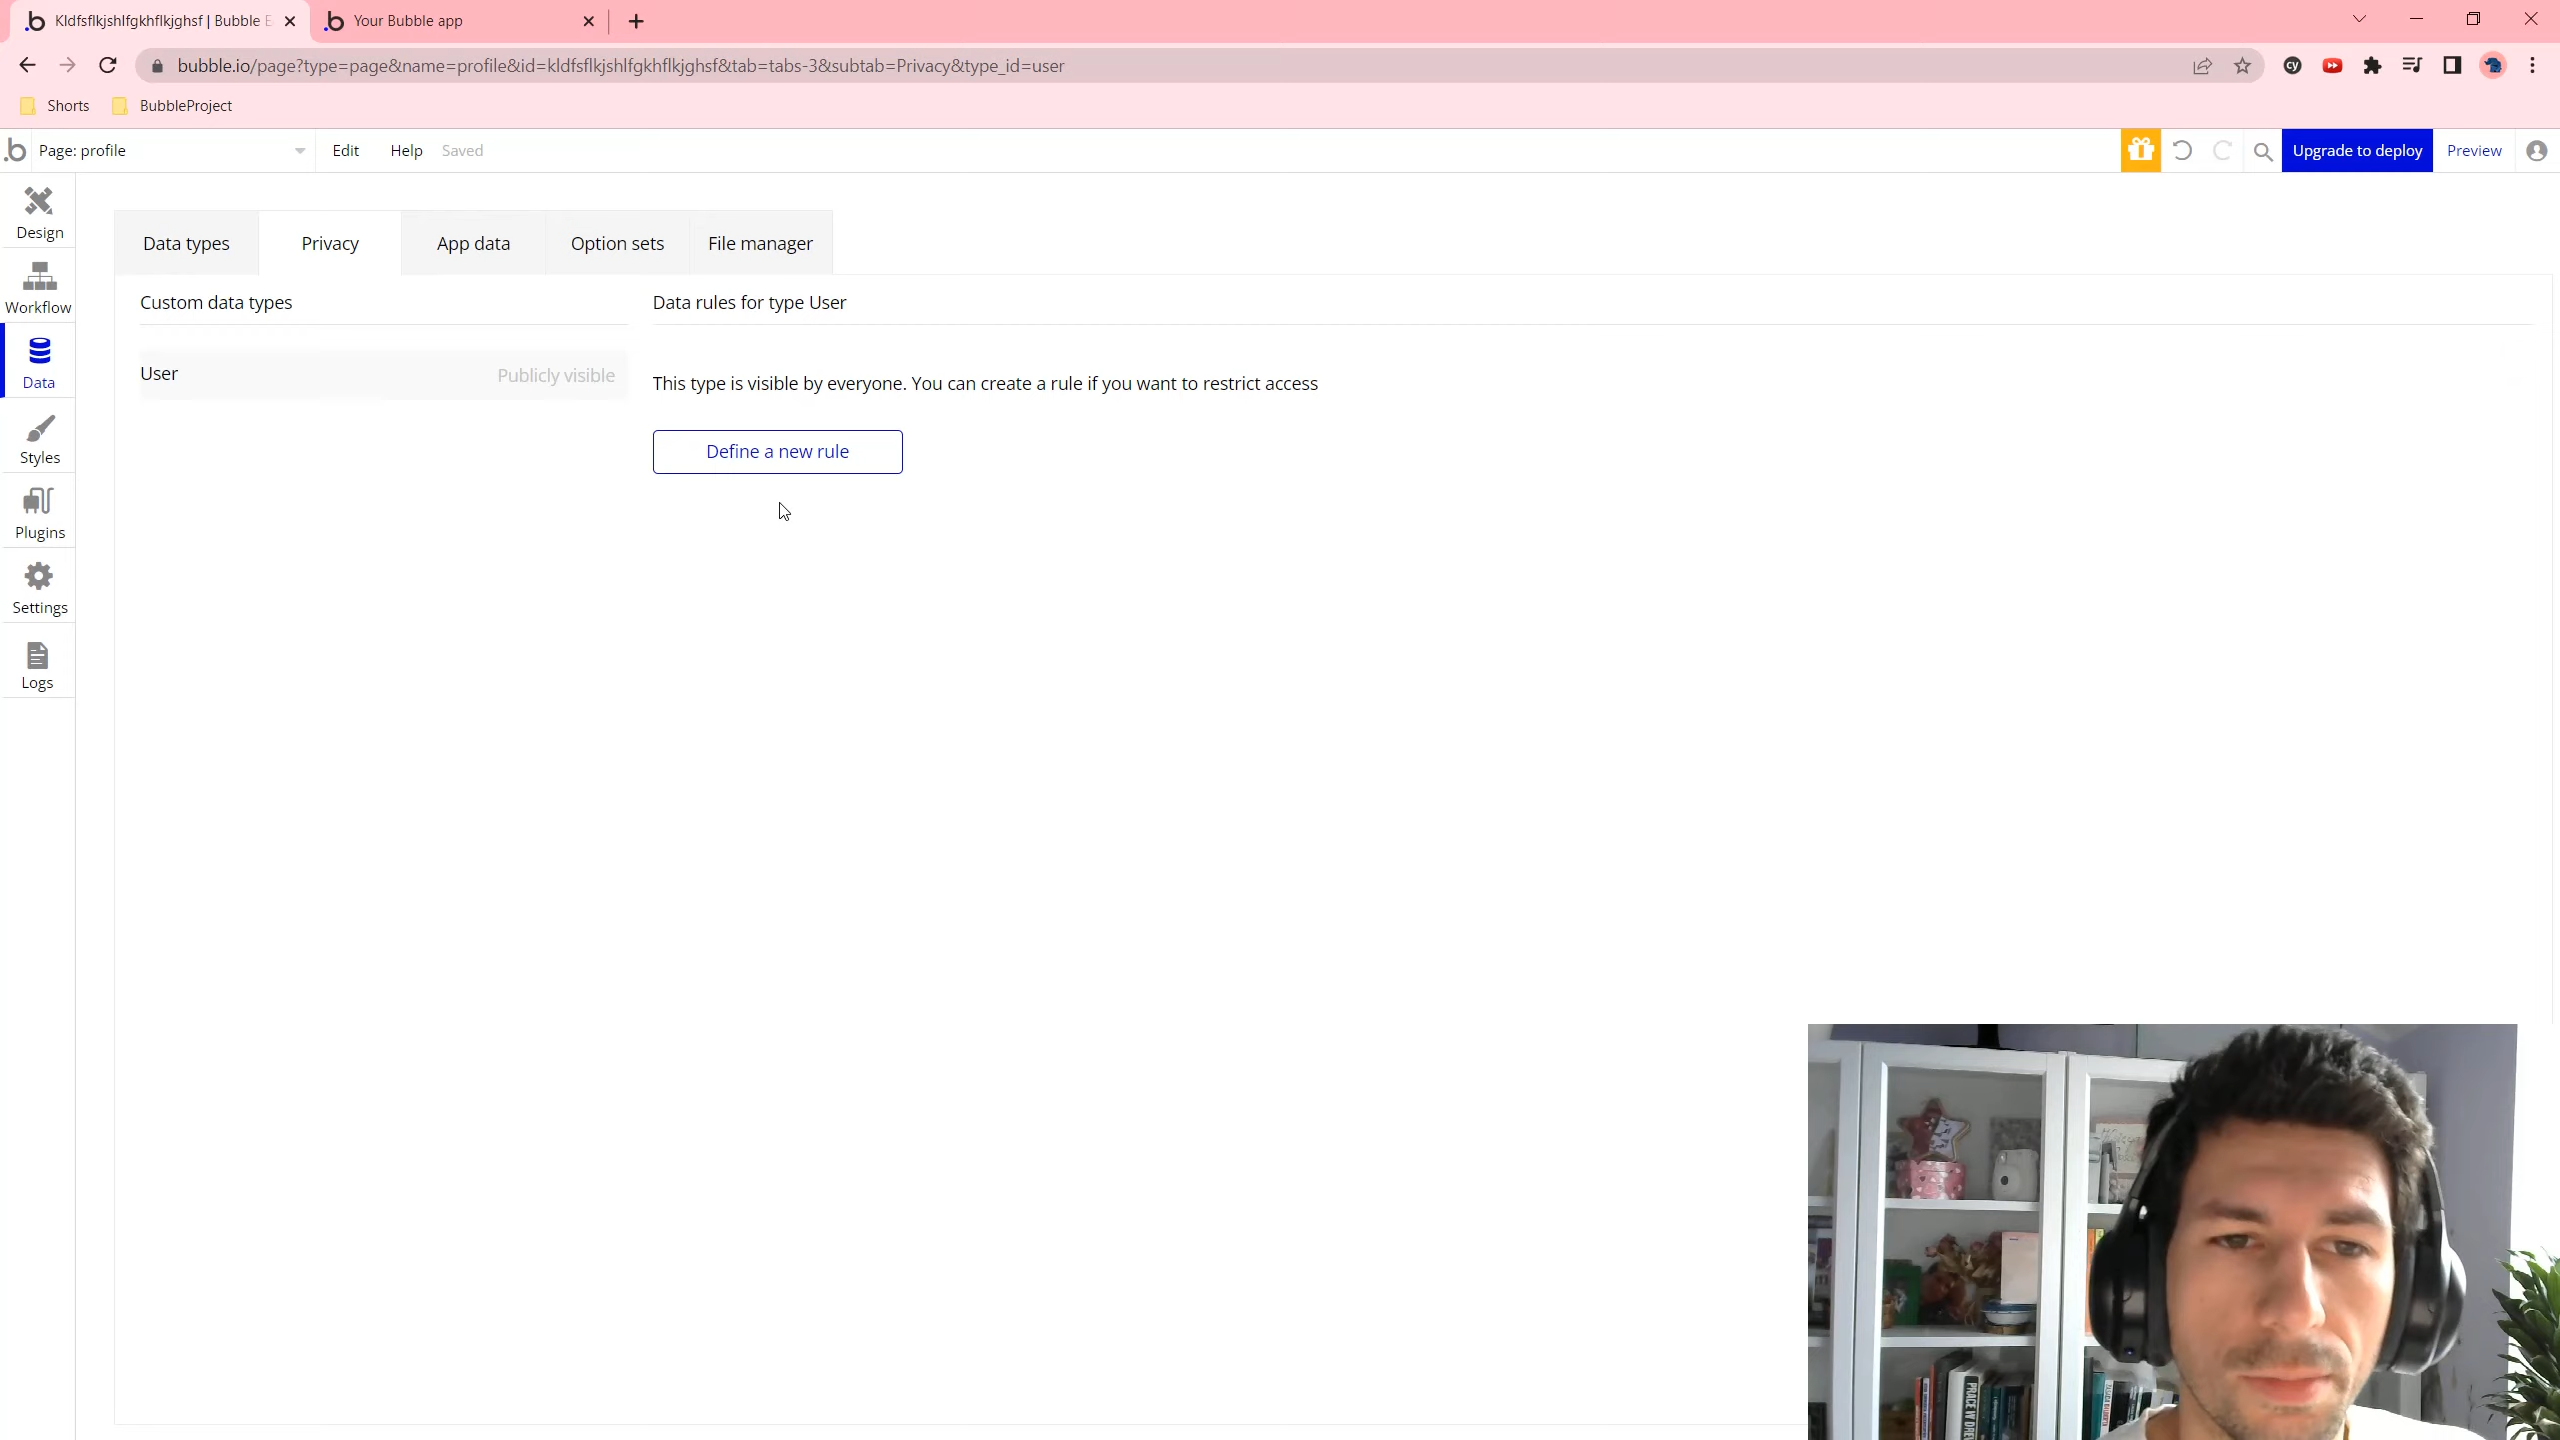 Kldfsflkjshlfgkhflkjghsf | Bubble E
Your Bubble app
bubble.io/page?type=page&name=profile&id=kldfsflkjshlfgkhflkjghsf&tab=tabs-3&subtab=Privacy&type_id=user
Shorts
BubbleProject
Page: profile
Edit
Help
Saved
Upgrade to deploy
Preview
Design
Workflow
Data
Styles
Plugins
Settings
Logs
Data types
Privacy
App data
Option sets
File manager
Custom data types
User
Publicly visible
Data rules for type User
This type is visible by everyone. You can create a rule if you want to restrict access
Define a new rule